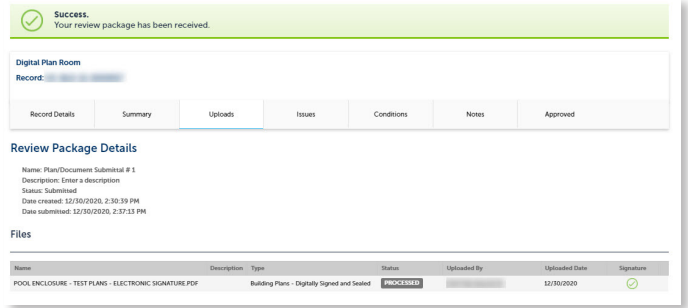 Success.
Your review package has been received.
Digital Plan Room
Record:
Record Details Summary Uploads Issues Conditions Notes Approved
Review Package Details
Name: Plan/Document Submittal # 1
Description: Enter a description
Status: Submitted
Date created: 12/30/2020, 2:30:39 PM
Date submitted: 12/30/2020, 2:37:13 PM
Files
Name Description Type Status Uploaded By Uploaded Date Signature
POOL ENCLOSURE - TEST PLANS - ELECTRONIC SIGNATURE.PDF Building Plans - Digitally Signed and Sealed PROCESSED 12/30/2020